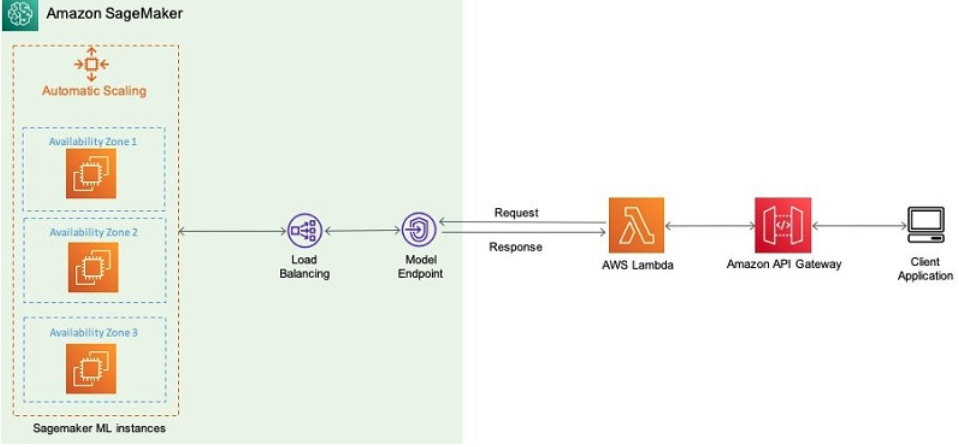 Amazon SageMaker
Automatic Scaling
Availability Zone 1
Availability Zone 2
Availability Zone 3
Sagemaker ML instances
Load
Balancing
Model
Endpoint
Request
Response
AWS Lambda
Amazon API Gateway
Client
Application